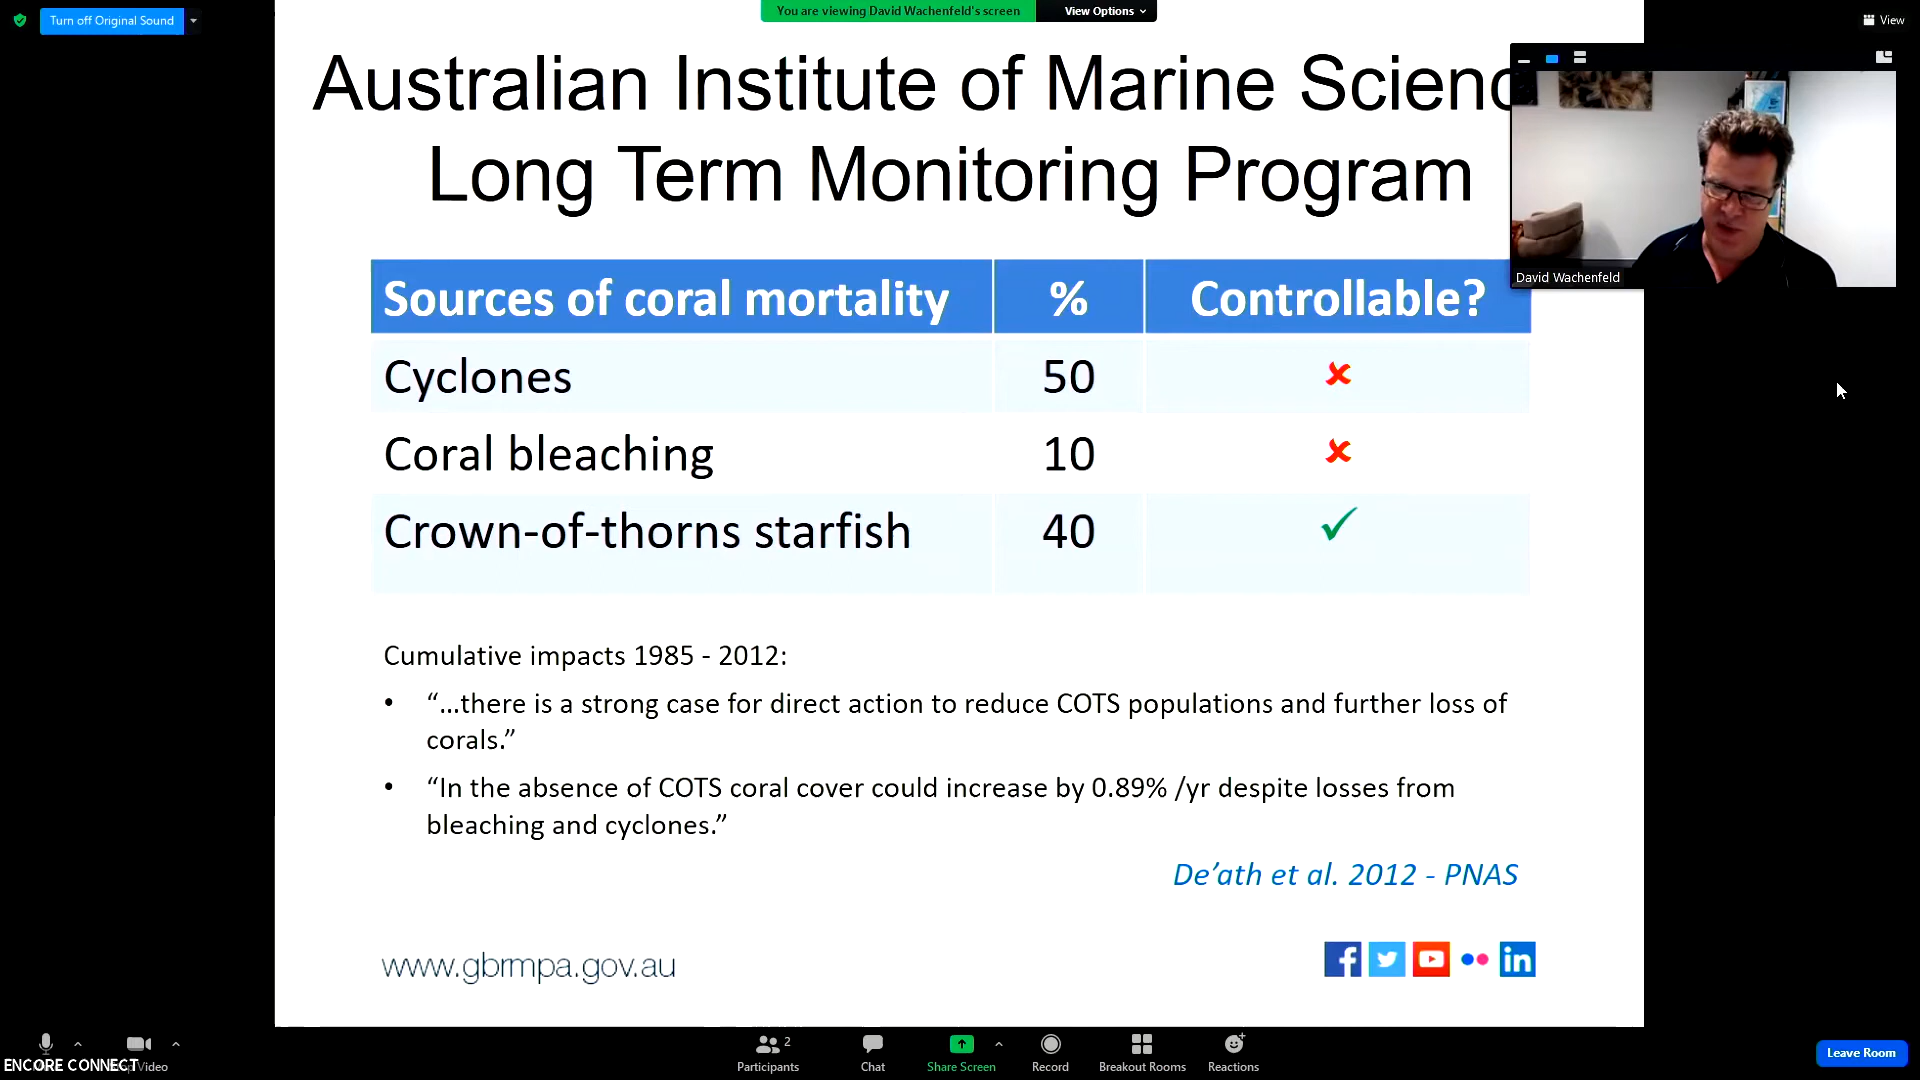 Turn off Original Sound
You are viewing David Wachenfeld's screen
View Options
View
Australian Institute of Marine Scienc
Long Term Monitoring Program
David Wachenfeld
Sources of coral mortality % Controllable?
Cyclones 50 ✘
Coral bleaching 10 ✘
Crown-of-thorns starfish 40 ✓
Cumulative impacts 1985 - 2012:
• “...there is a strong case for direct action to reduce COTS populations and further loss of
corals.”
• “In the absence of COTS coral cover could increase by 0.89% /yr despite losses from
bleaching and cyclones.”
De’ath et al. 2012 - PNAS
www.gbrmpa.gov.au
ENCORE CONNECT
Video
2
Participants
Chat
Share Screen
Record
Breakout Rooms
Reactions
Leave Room